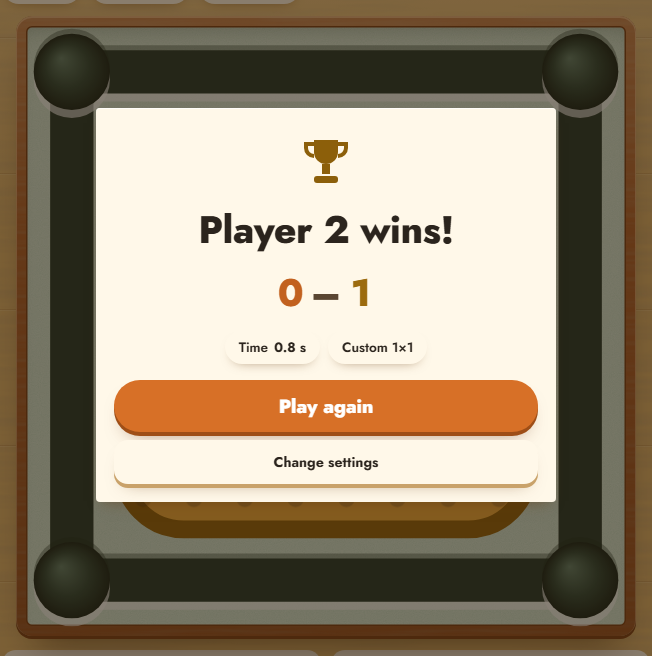 Player 2 wins!
0 – 1
Time 0.8 s
Custom 1×1
Play again
Change settings